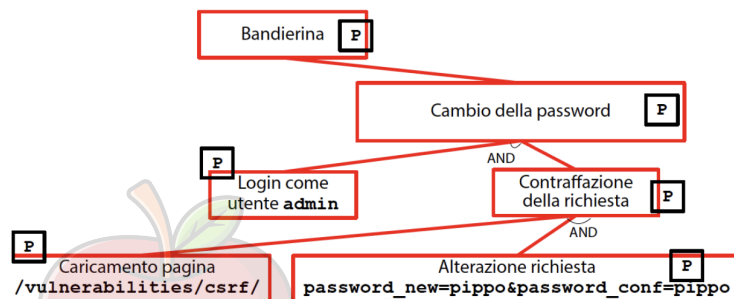 Bandierina P
Cambio della password P
AND
P
Login come
utente admin
Contraffazione
della richiesta P
AND
P
Caricamento pagina
/vulnerabilities/csrf/
Alterazione richiesta P
password_new=pippo&password_conf=pippo